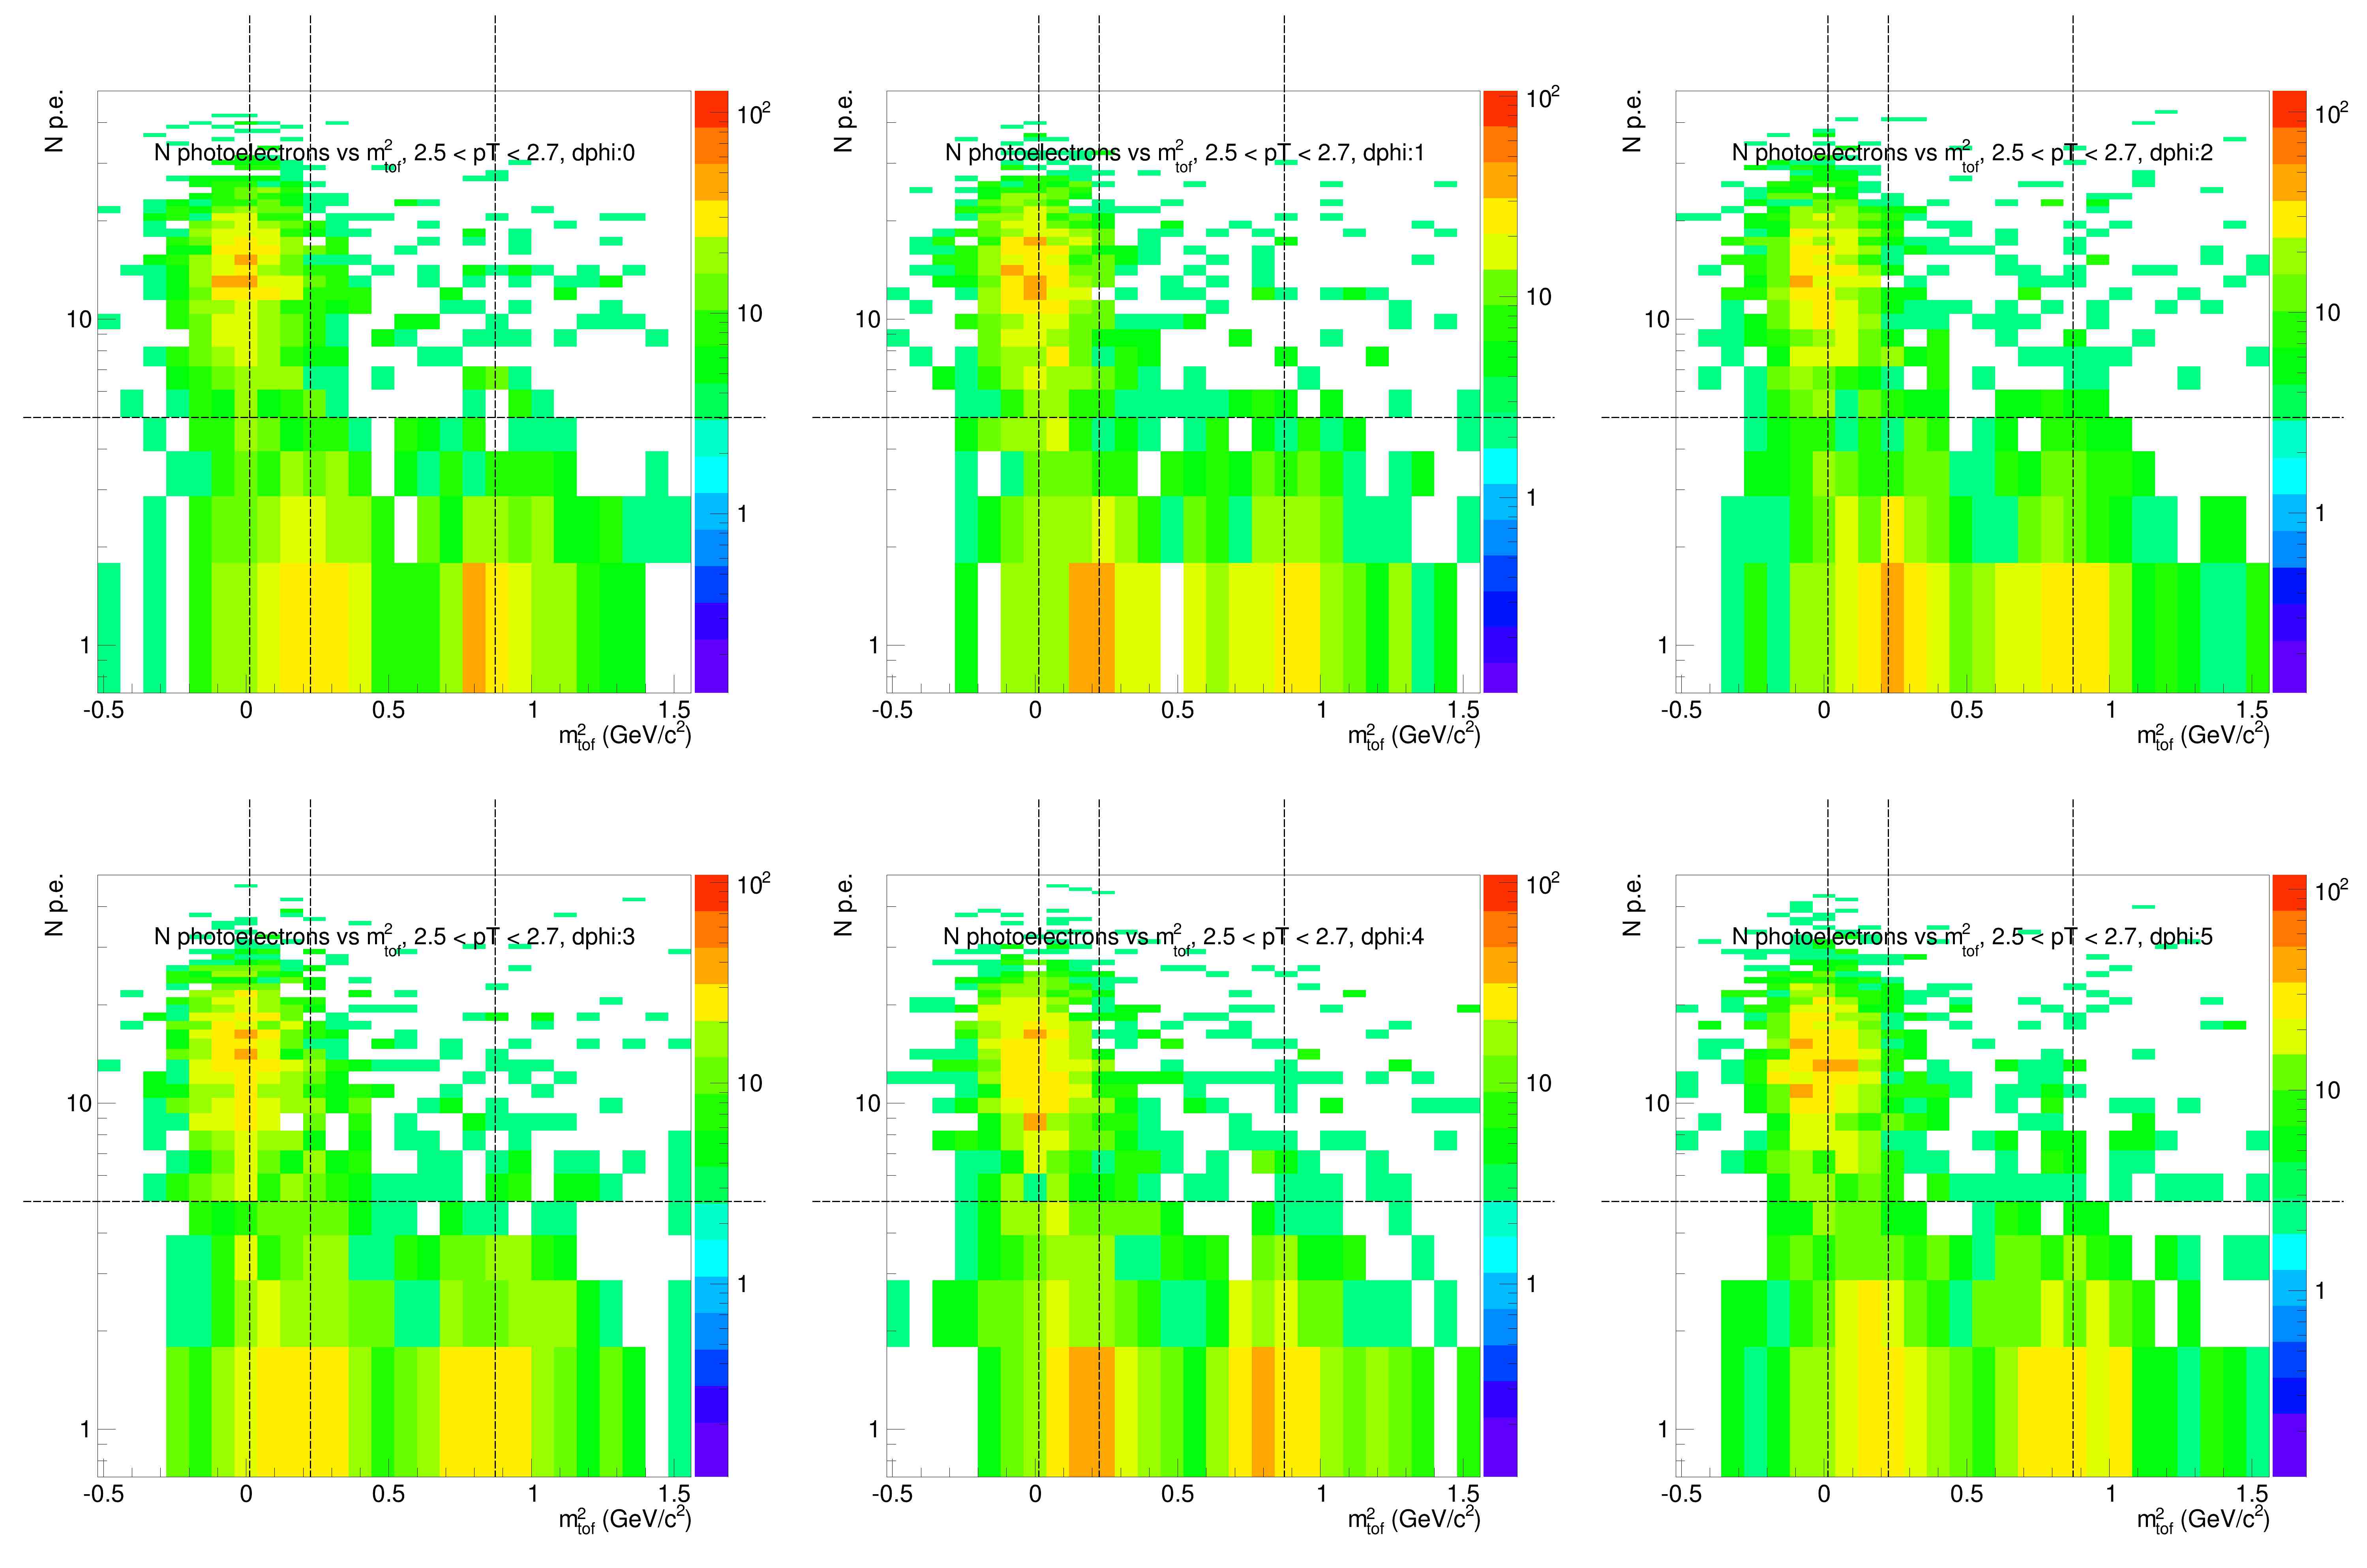 N p.e.
N photoelectrons vs m²tof, 2.5 < pT < 2.7, dphi:0
10²
10
1
10
1
-0.5 0 0.5 1 1.5
m²tof (GeV/c²)
N p.e.
N photoelectrons vs m²tof, 2.5 < pT < 2.7, dphi:1
10²
10
1
10
1
-0.5 0 0.5 1 1.5
m²tof (GeV/c²)
N p.e.
N photoelectrons vs m²tof, 2.5 < pT < 2.7, dphi:2
10²
10
1
10
1
-0.5 0 0.5 1 1.5
m²tof (GeV/c²)
N p.e.
N photoelectrons vs m²tof, 2.5 < pT < 2.7, dphi:3
10²
10
1
10
1
-0.5 0 0.5 1 1.5
m²tof (GeV/c²)
N p.e.
N photoelectrons vs m²tof, 2.5 < pT < 2.7, dphi:4
10²
10
1
10
1
-0.5 0 0.5 1 1.5
m²tof (GeV/c²)
N p.e.
N photoelectrons vs m²tof, 2.5 < pT < 2.7, dphi:5
10²
10
1
10
1
-0.5 0 0.5 1 1.5
m²tof (GeV/c²)